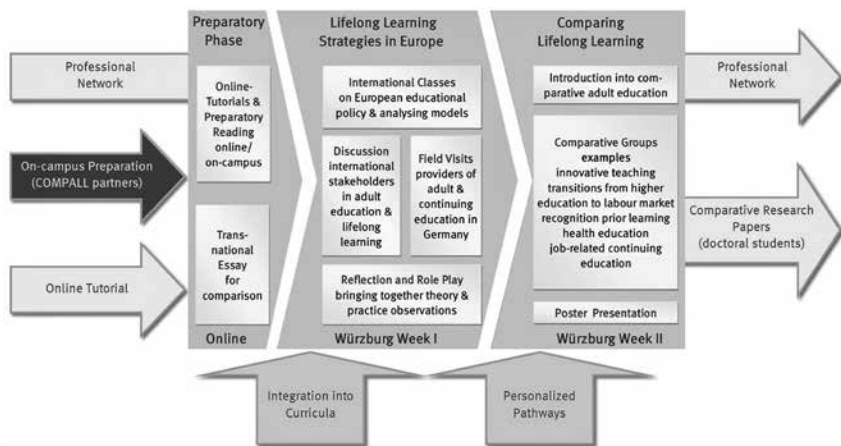 Preparatory
Phase
Lifelong Learning
Strategies in Europe
Comparing
Lifelong Learning
Professional
Network
On-campus Preparation
(COMPALL partners)
Online Tutorial
Online-
Tutorials &
Preparatory
Reading
online/
on-campus
Trans-
national
Essay
for
comparison
Online
International Classes
on European educational
policy & analysing models
Discussion
international
stakeholders
in adult
education &
lifelong
learning
Field Visits
providers of
adult &
continuing
education in
Germany
Reflection and Role Play
bringing together theory &
practice observations
Würzburg Week I
Introduction into com-
parative adult education
Comparative Groups
examples
innovative teaching
transitions from higher
education to labour market
recognition prior learning
health education
job-related continuing
education
Poster Presentation
Würzburg Week II
Professional
Network
Comparative Research
Papers
(doctoral students)
Integration into
Curricula
Personalized
Pathways